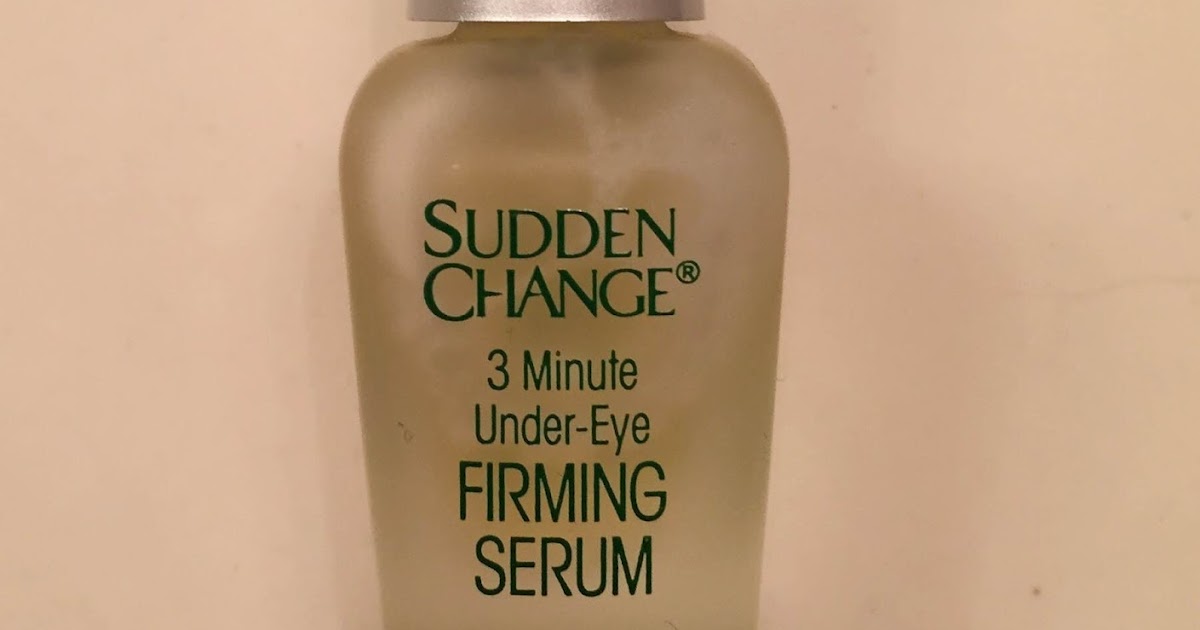 SUDDEN
CHANGE®
3 Minute
Under-Eye
FIRMING
SERUM